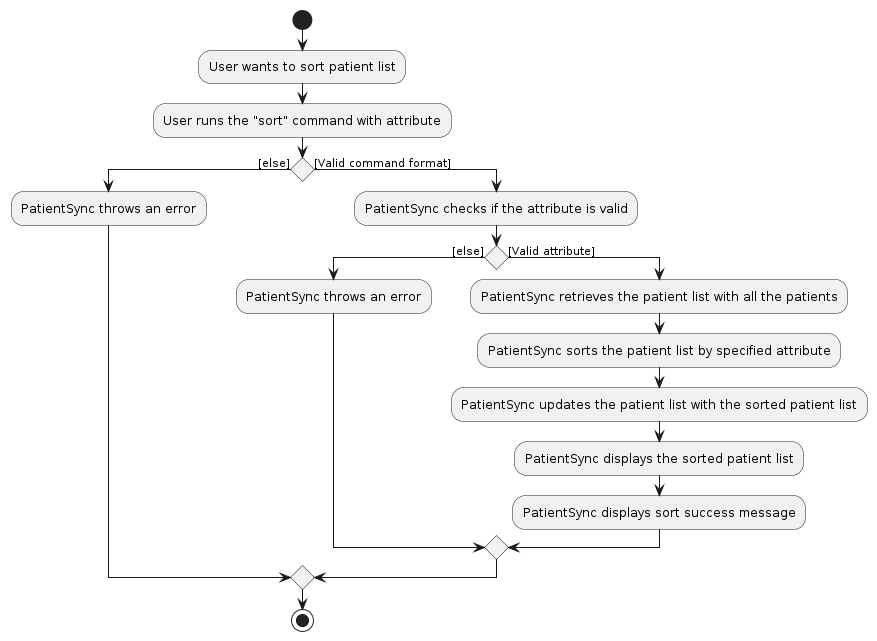 User wants to sort patient list
User runs the "sort" command with attribute
[else]
[Valid command format]
PatientSync throws an error
PatientSync checks if the attribute is valid
[else]
[Valid attribute]
PatientSync throws an error
PatientSync retrieves the patient list with all the patients
PatientSync sorts the patient list by specified attribute
PatientSync updates the patient list with the sorted patient list
PatientSync displays the sorted patient list
PatientSync displays sort success message